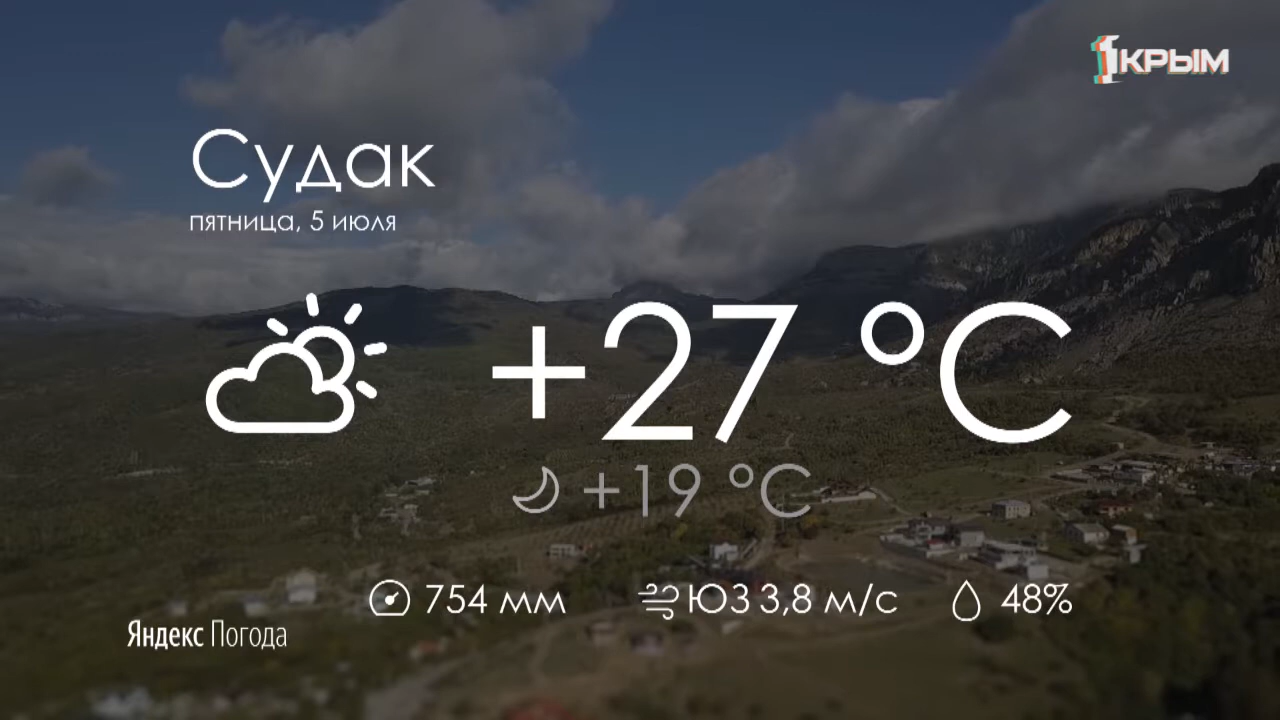 1КРЫМ
Судак
пятница, 5 июля
+27 °C
+19 °C
754 мм ЮЗ 3,8 м/с 48%
Яндекс Погода